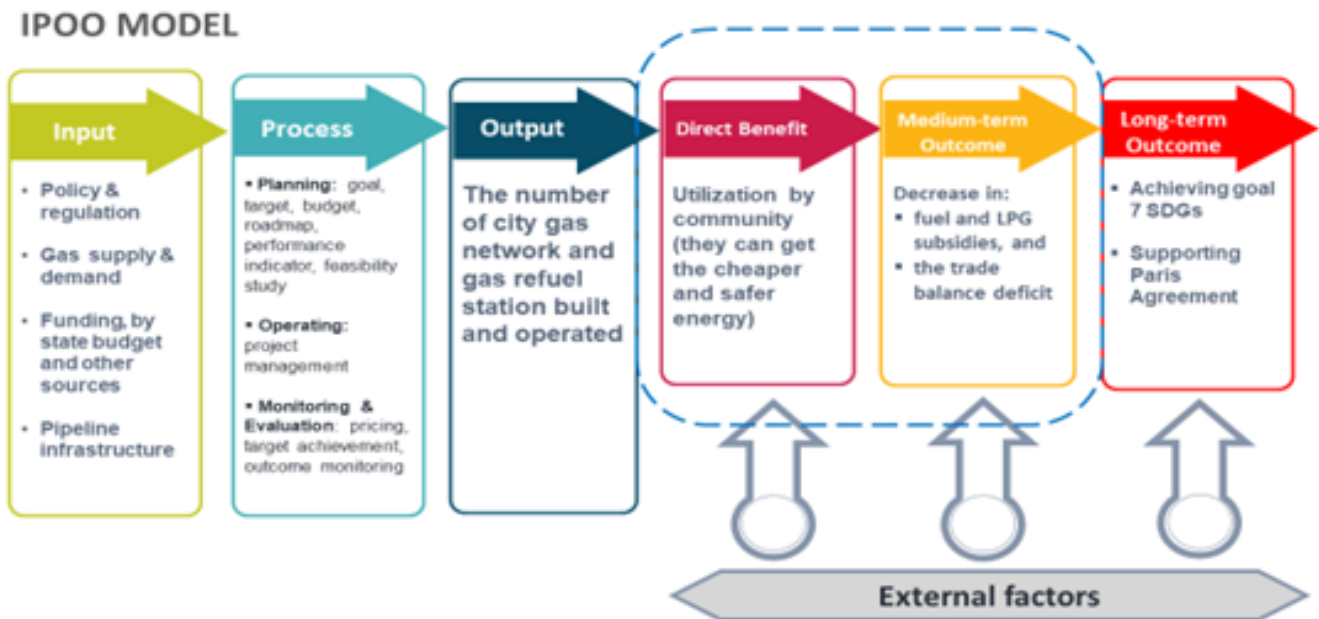 IPOO MODEL
Input
• Policy &
regulation
• Gas supply &
demand
• Funding, by
state budget
and other
sources
• Pipeline
infrastructure
Process
▪ Planning: goal,
target, budget,
roadmap,
performance
indicator, feasibility
study
▪ Operating:
project
management
▪ Monitoring &
Evaluation: pricing,
target achievement,
outcome monitoring
Output
The number
of city gas
network and
gas refuel
station built
and operated
Direct Benefit
Utilization by
community
(they can get
the cheaper
and safer
energy)
Medium-term
Outcome
Decrease in:
▪ fuel and LPG
subsidies, and
▪ the trade
balance deficit
Long-term
Outcome
▪ Achieving goal
7 SDGs
▪ Supporting
Paris
Agreement
External factors